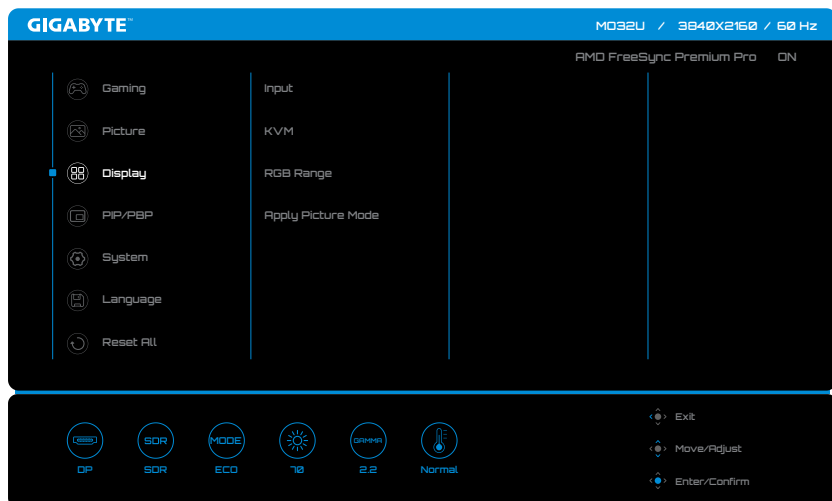 GIGABYTE™
MO32U / 3840X2160 / 60 Hz
AMD FreeSync Premium Pro ON
Gaming
Picture
Display
PIP/PBP
System
Language
Reset All
Input
KVM
RGB Range
Apply Picture Mode
SDR
MODE
GAMMA
DP
SDR
ECO
70
2.2
Normal
Exit
Move/Adjust
Enter/Confirm